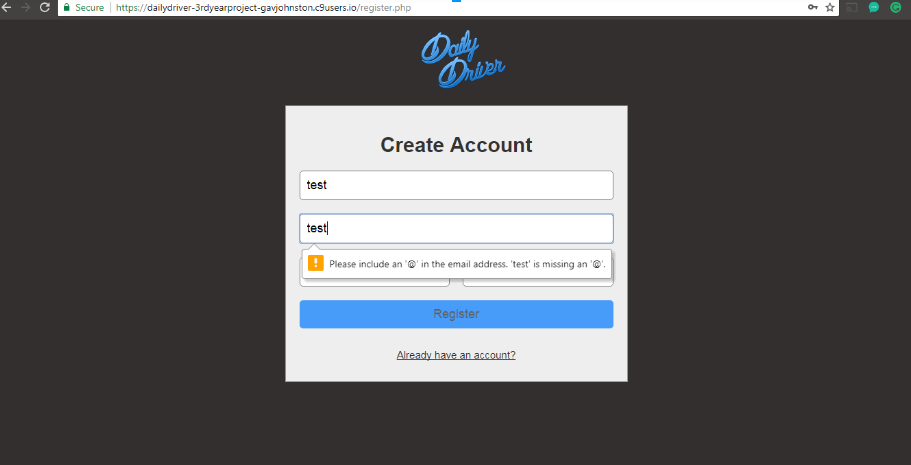 Secure
https://dailydriver-3rdyearproject-gavjohnston.c9users.io/register.php
Daily
Driver
Create Account
test
test
Please include an '@' in the email address. 'test' is missing an '@'.
Register
Already have an account?